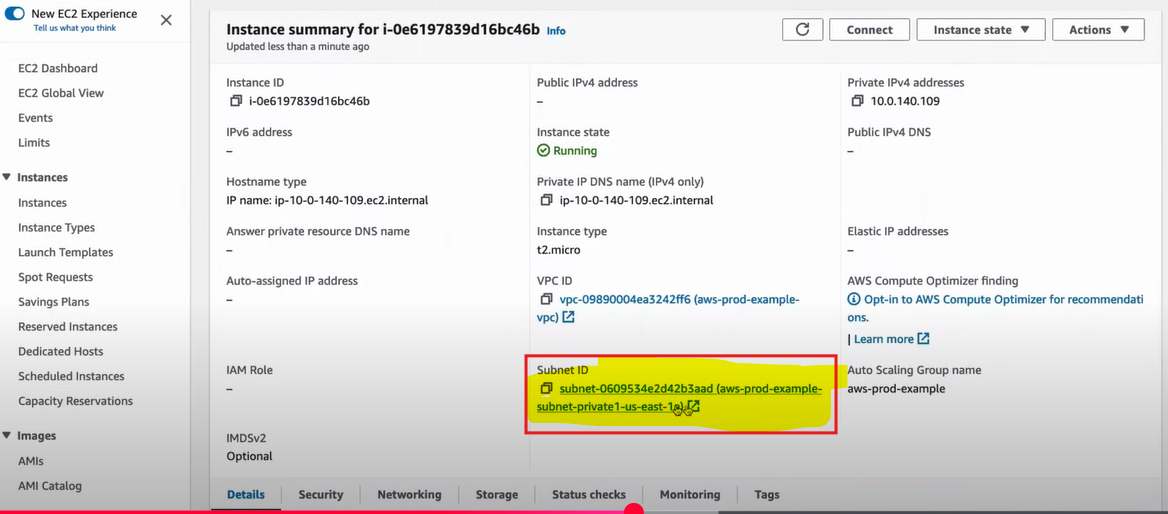 New EC2 Experience
Tell us what you think
EC2 Dashboard
EC2 Global View
Events
Limits
Instances
Instances
Instance Types
Launch Templates
Spot Requests
Savings Plans
Reserved Instances
Dedicated Hosts
Scheduled Instances
Capacity Reservations
Images
AMIs
AMI Catalog
Instance summary for i-0e6197839d16bc46b Info
Updated less than a minute ago
Connect
Instance state
Actions
Instance ID
i-0e6197839d16bc46b
Public IPv4 address
–
Private IPv4 addresses
10.0.140.109
IPv6 address
–
Instance state
Running
Public IPv4 DNS
–
Hostname type
IP name: ip-10-0-140-109.ec2.internal
Private IP DNS name (IPv4 only)
ip-10-0-140-109.ec2.internal
Answer private resource DNS name
–
Instance type
t2.micro
Elastic IP addresses
–
Auto-assigned IP address
–
VPC ID
vpc-09890004ea3242ff6 (aws-prod-example-
vpc)
AWS Compute Optimizer finding
Opt-in to AWS Compute Optimizer for recommendati
ons.
| Learn more
IAM Role
–
Subnet ID
subnet-0609534e2d42b3aad (aws-prod-example-
subnet-private1-us-east-1a)
Auto Scaling Group name
aws-prod-example
IMDSv2
Optional
Details
Security
Networking
Storage
Status checks
Monitoring
Tags